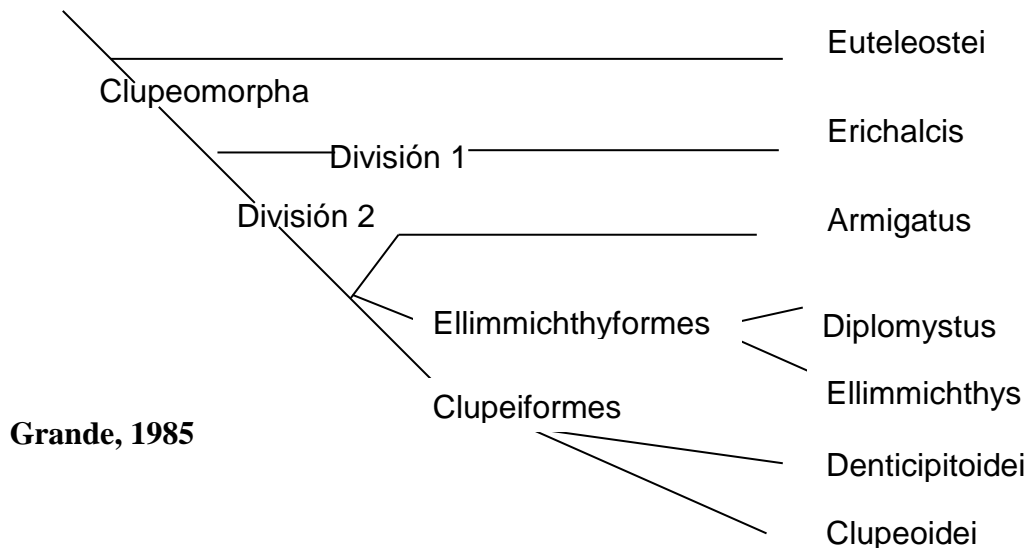 Euteleostei
Clupeomorpha
Erichalcis
División 1
División 2
Armigatus
Ellimmichthyformes
Diplomystus
Ellimmichthys
Clupeiformes
Grande, 1985
Denticipitoidei
Clupeoidei